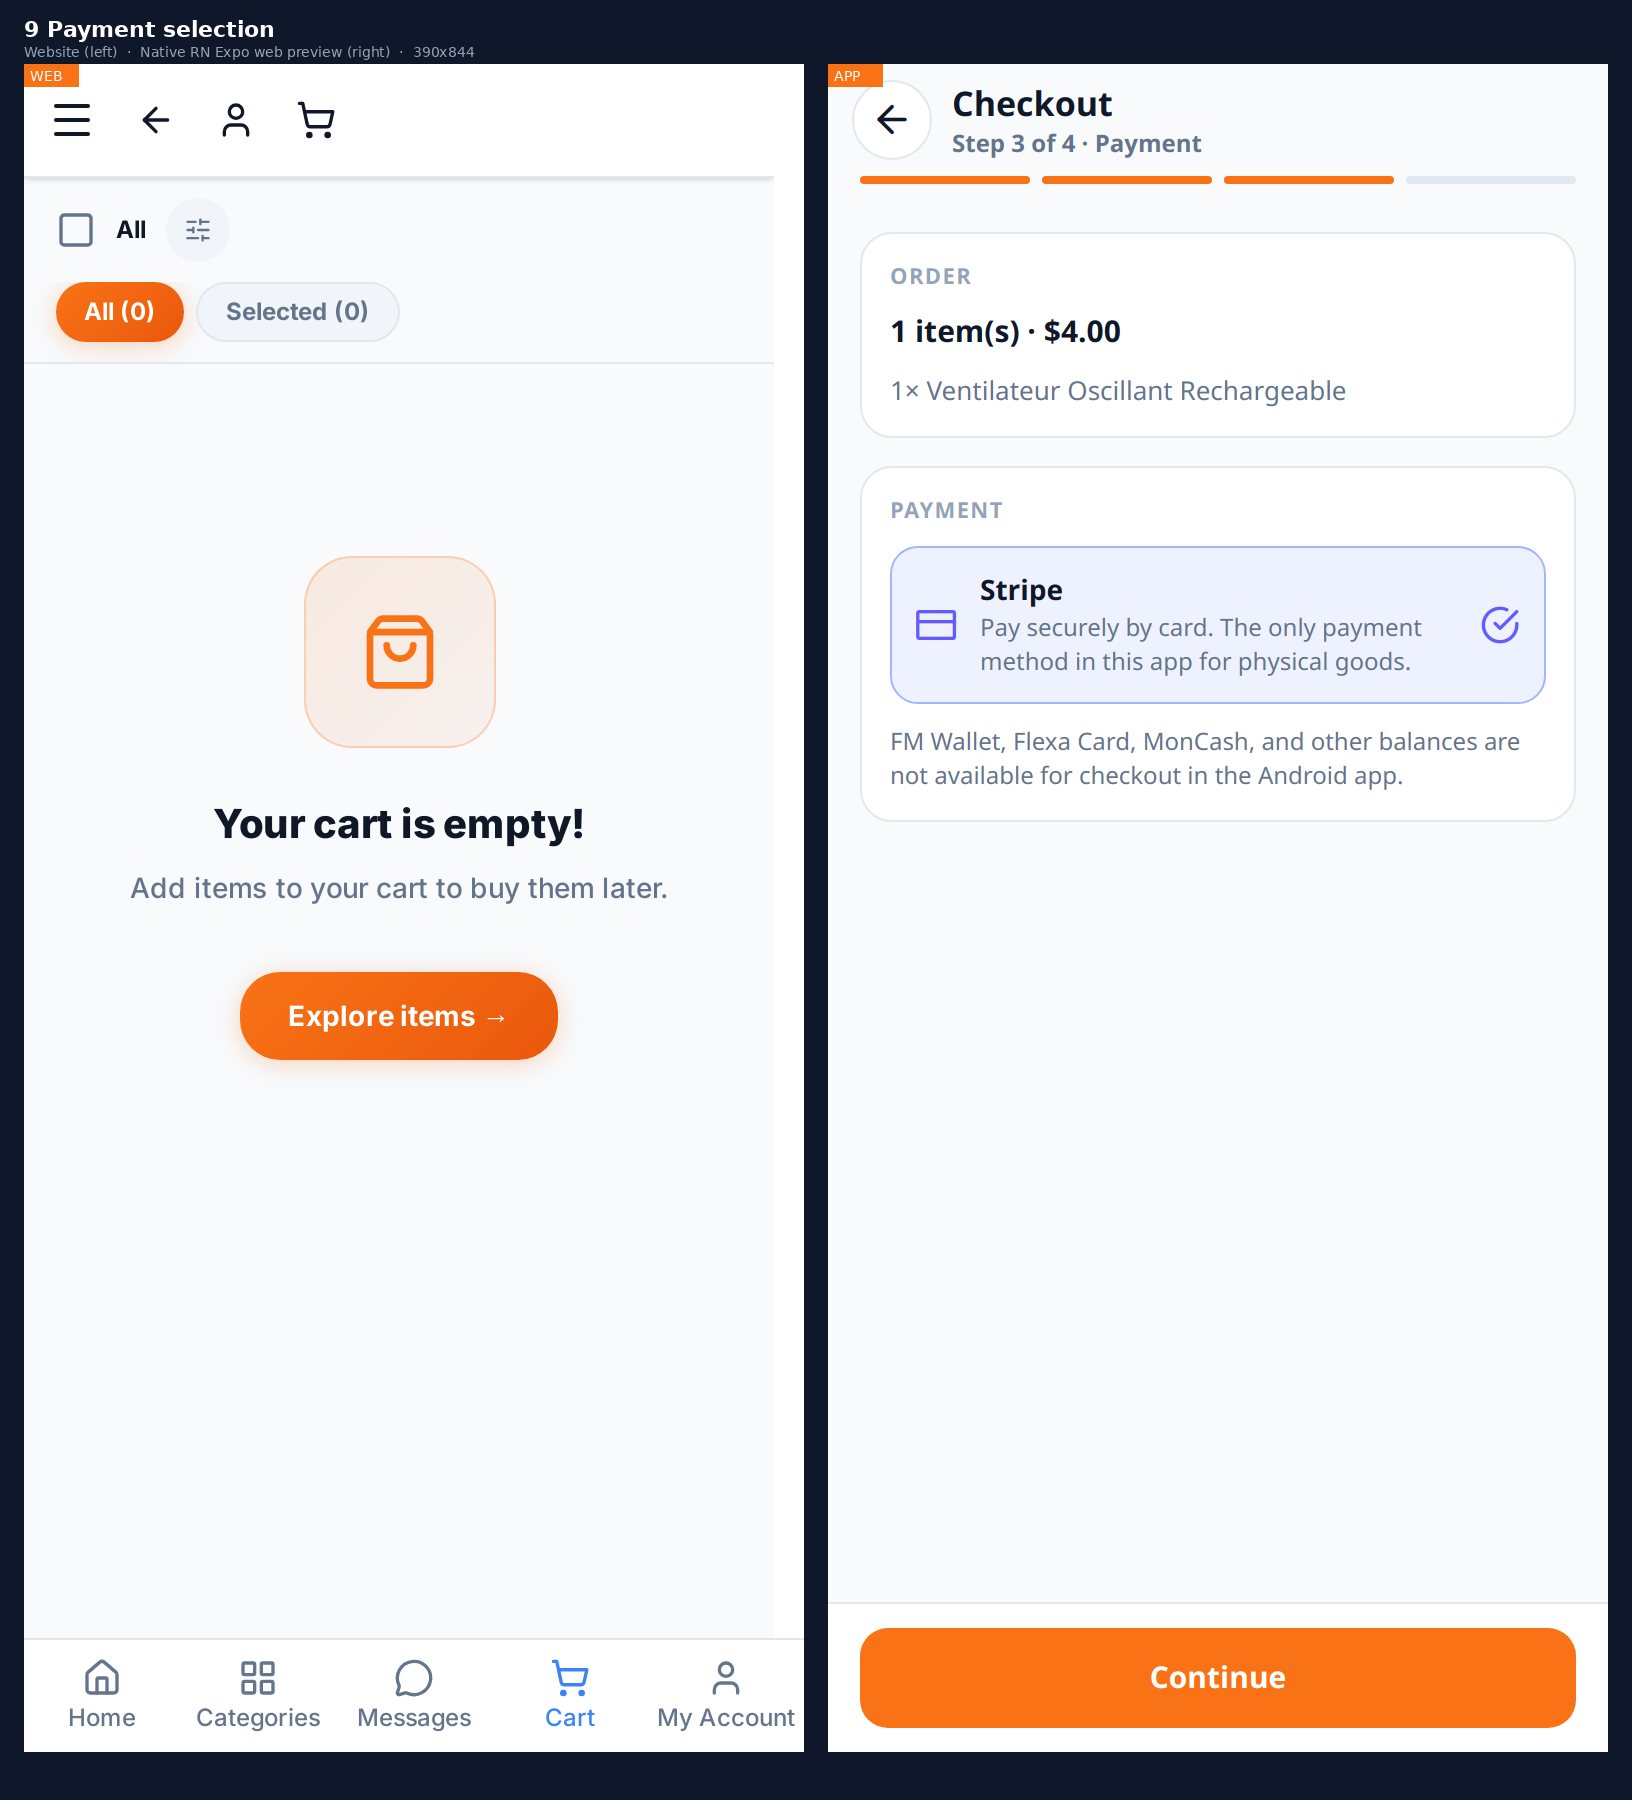 9 Payment selection
Website (left) · Native RN Expo web preview (right) · 390x844
WEB
All
All (0)
Selected (0)
Your cart is empty!
Add items to your cart to buy them later.
Explore items →
Home
Categories
Messages
Cart
My Account
APP
Checkout
Step 3 of 4 · Payment
ORDER
1 item(s) · $4.00
1× Ventilateur Oscillant Rechargeable
PAYMENT
Stripe
Pay securely by card. The only payment
method in this app for physical goods.
FM Wallet, Flexa Card, MonCash, and other balances are
not available for checkout in the Android app.
Continue